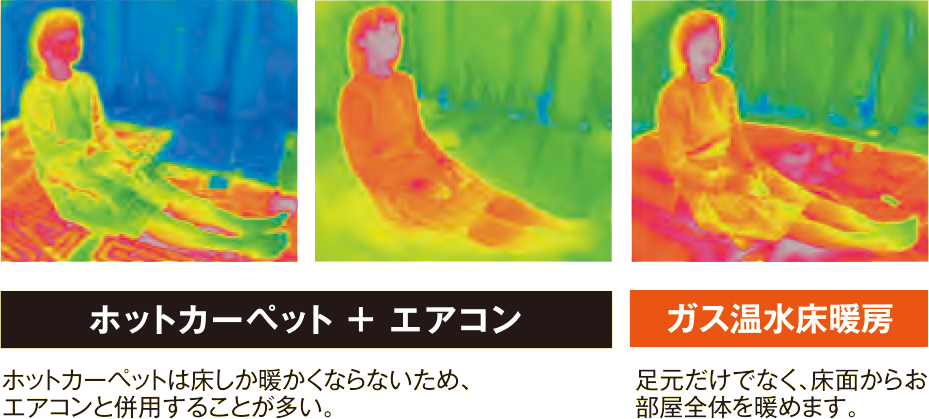 ホットカーペット ＋ エアコン
ガス温水床暖房
ホットカーペットは床しか暖かくならないため、
エアコンと併用することが多い。
足元だけでなく、床面からお
部屋全体を暖めます。